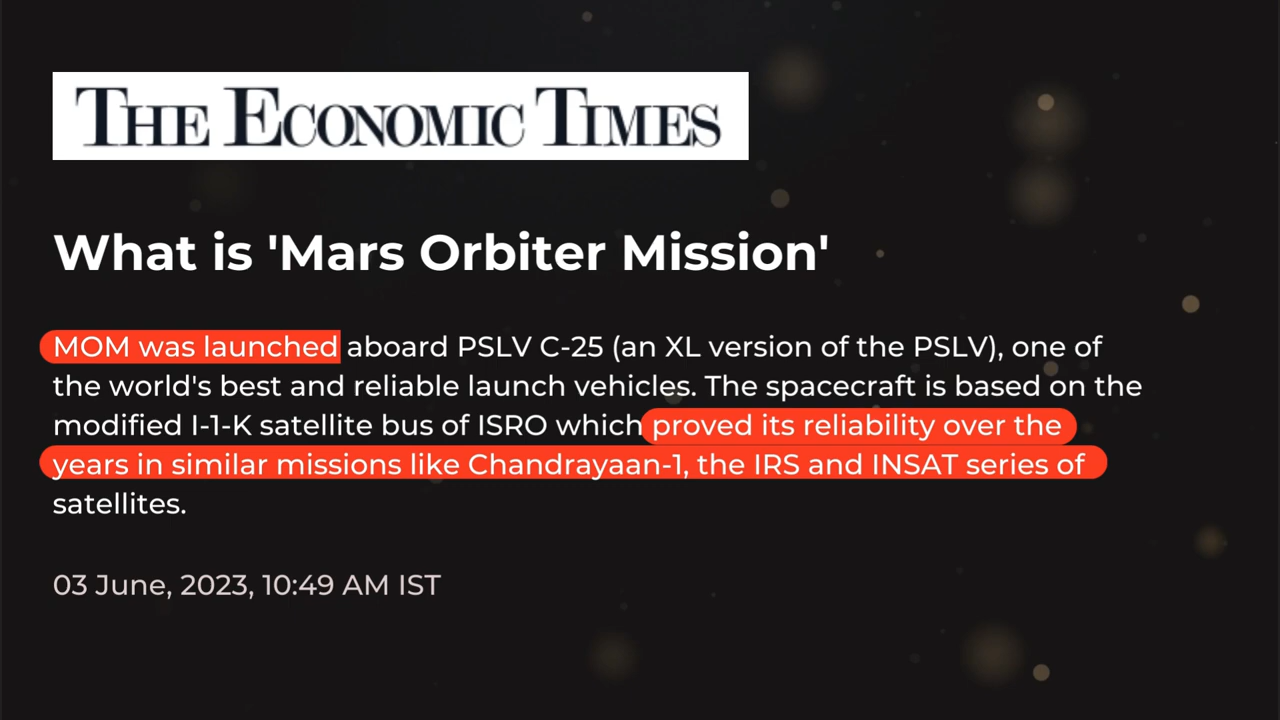 THE ECONOMIC TIMES
What is 'Mars Orbiter Mission'
MOM was launched aboard PSLV C-25 (an XL version of the PSLV), one of
the world's best and reliable launch vehicles. The spacecraft is based on the
modified I-1-K satellite bus of ISRO which proved its reliability over the
years in similar missions like Chandrayaan-1, the IRS and INSAT series of
satellites.
03 June, 2023, 10:49 AM IST